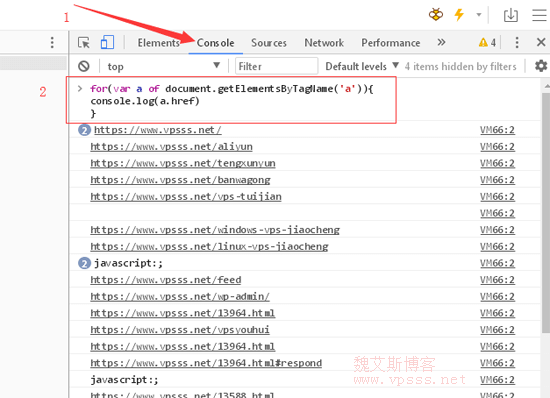 1
4
Elements Console Sources Network Performance
top Filter Default levels 4 items hidden by filters
2
for(var a of document.getElementsByTagName('a')){
console.log(a.href)
}
2 https://www.vpsss.net/ VM66:2
https://www.vpsss.net/aliyun VM66:2
https://www.vpsss.net/tengxunyun VM66:2
https://www.vpsss.net/banwagong VM66:2
https://www.vpsss.net/vps-tuijian VM66:2
VM66:2
https://www.vpsss.net/windows-vps-jiaocheng VM66:2
https://www.vpsss.net/linux-vps-jiaocheng VM66:2
2 javascript:; VM66:2
https://www.vpsss.net/feed VM66:2
https://www.vpsss.net/wp-admin/ VM66:2
https://www.vpsss.net/13964.html VM66:2
https://www.vpsss.net/vpsyouhui VM66:2
https://www.vpsss.net/13964.html VM66:2
https://www.vpsss.net/13964.html#respond VM66:2
javascript:; VM66:2
https://www.vpsss.net/13588.html VM66:2
魏艾斯博客
www.vpsss.net